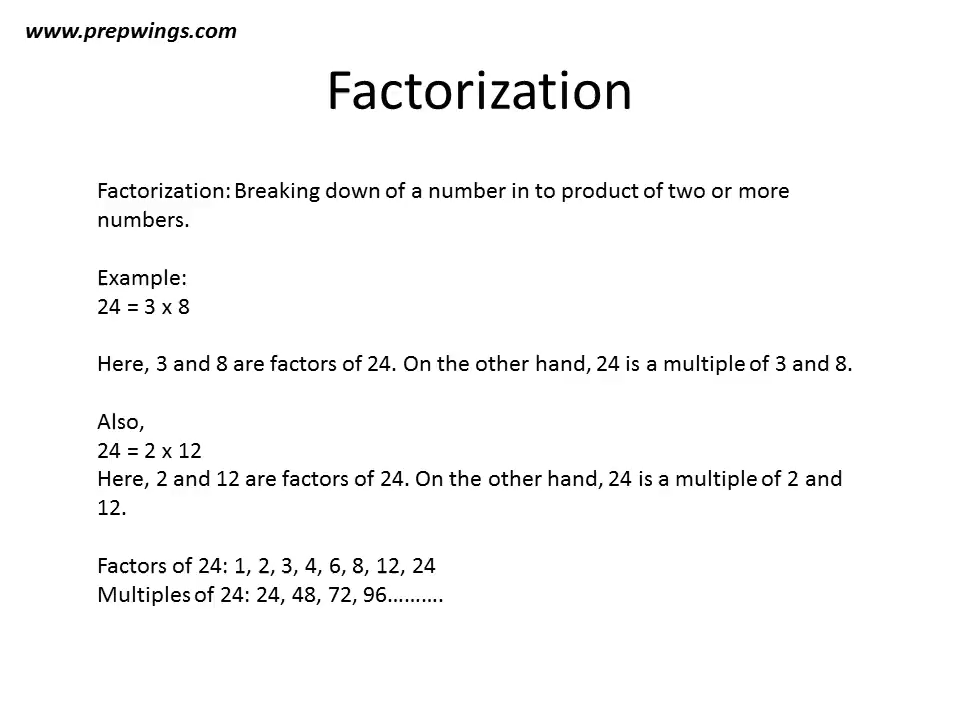 www.prepwings.com
Factorization
Factorization: Breaking down of a number in to product of two or more
numbers.
Example:
24 = 3 x 8
Here, 3 and 8 are factors of 24. On the other hand, 24 is a multiple of 3 and 8.
Also,
24 = 2 x 12
Here, 2 and 12 are factors of 24. On the other hand, 24 is a multiple of 2 and
12.
Factors of 24: 1, 2, 3, 4, 6, 8, 12, 24
Multiples of 24: 24, 48, 72, 96……….